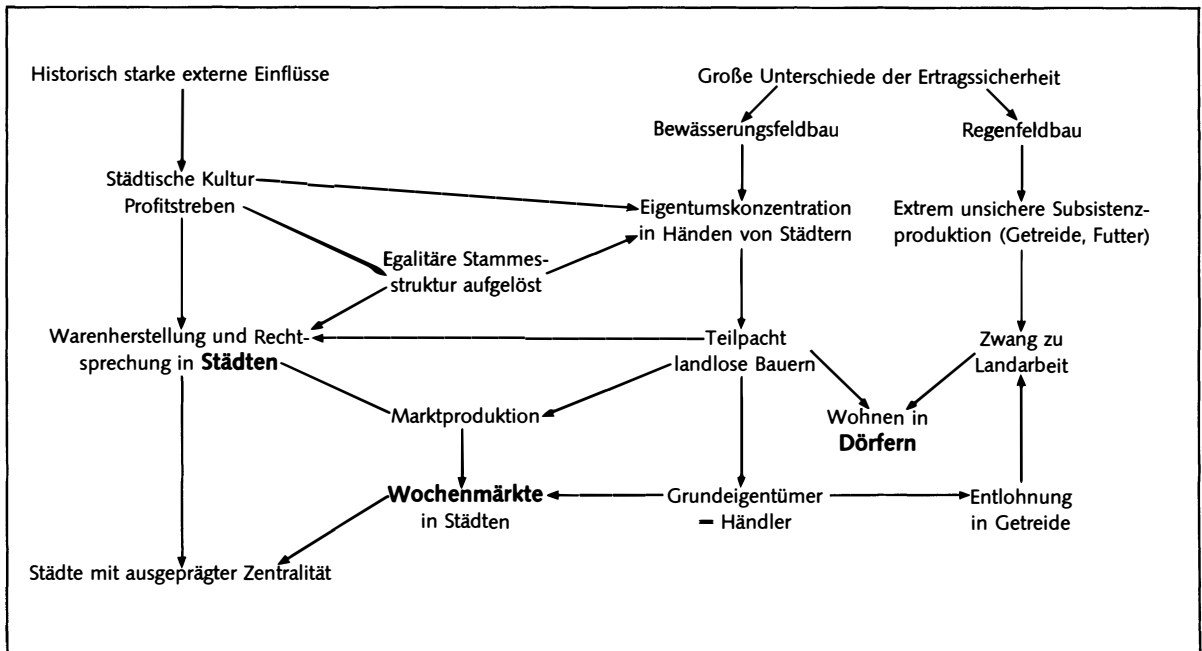 Historisch starke externe Einflüsse
Große Unterschiede der Ertragssicherheit
Bewässerungsfeldbau
Regenfeldbau
Städtische Kultur
Profitstreben
Eigentumskonzentration
in Händen von Städtern
Extrem unsichere Subsistenz-
produktion (Getreide, Futter)
Egalitäre Stammes-
struktur aufgelöst
Warenherstellung und Recht-
sprechung in Städten
Teilpacht
landlose Bauern
Zwang zu
Landarbeit
Marktproduktion
Wohnen in
Dörfern
Wochenmärkte
in Städten
Grundeigentümer
= Händler
Entlohnung
in Getreide
Städte mit ausgeprägter Zentralität